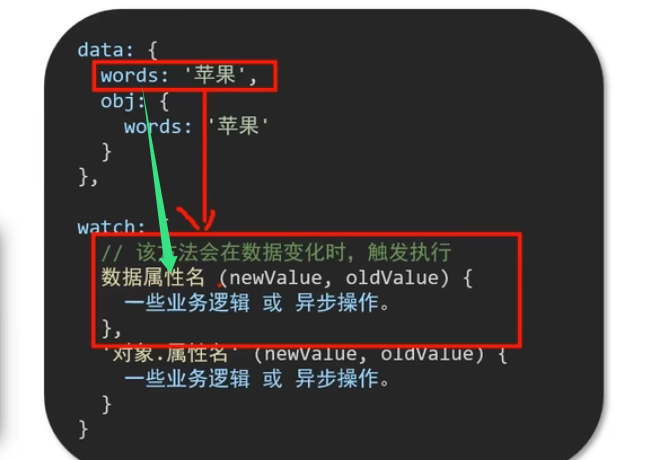 data: {
words: '苹果',
obj: {
words: '苹果'
}
},
watch: {
// 该方法会在数据变化时，触发执行
数据属性名 (newValue, oldValue) {
一些业务逻辑 或 异步操作。
},
'对象.属性名' (newValue, oldValue) {
一些业务逻辑 或 异步操作。
}
}